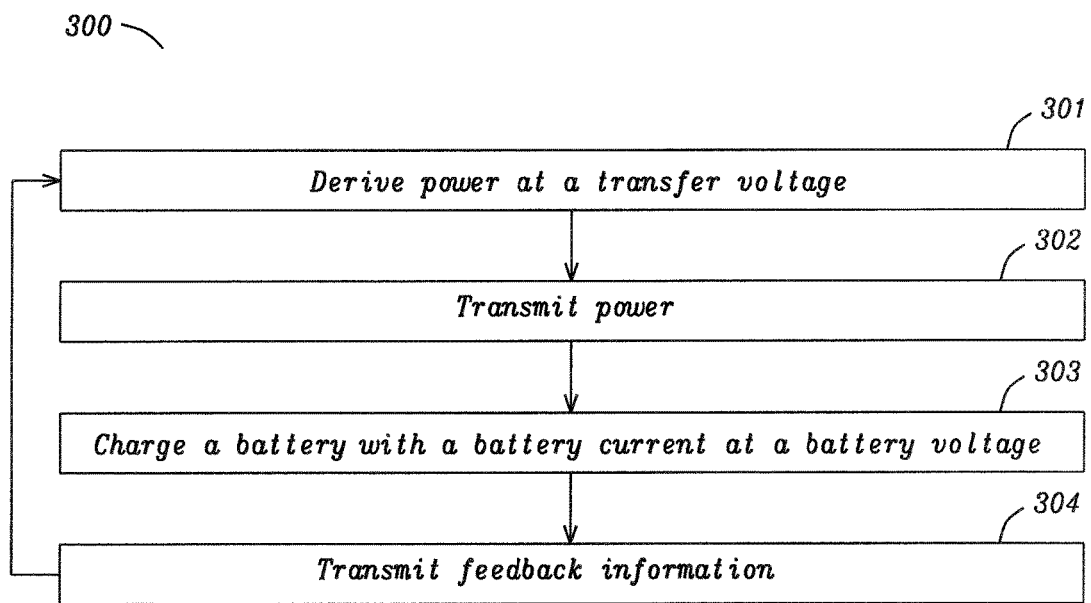 300
301
Derive power at a transfer voltage
302
Transmit power
303
Charge a battery with a battery current at a battery voltage
304
Transmit feedback information